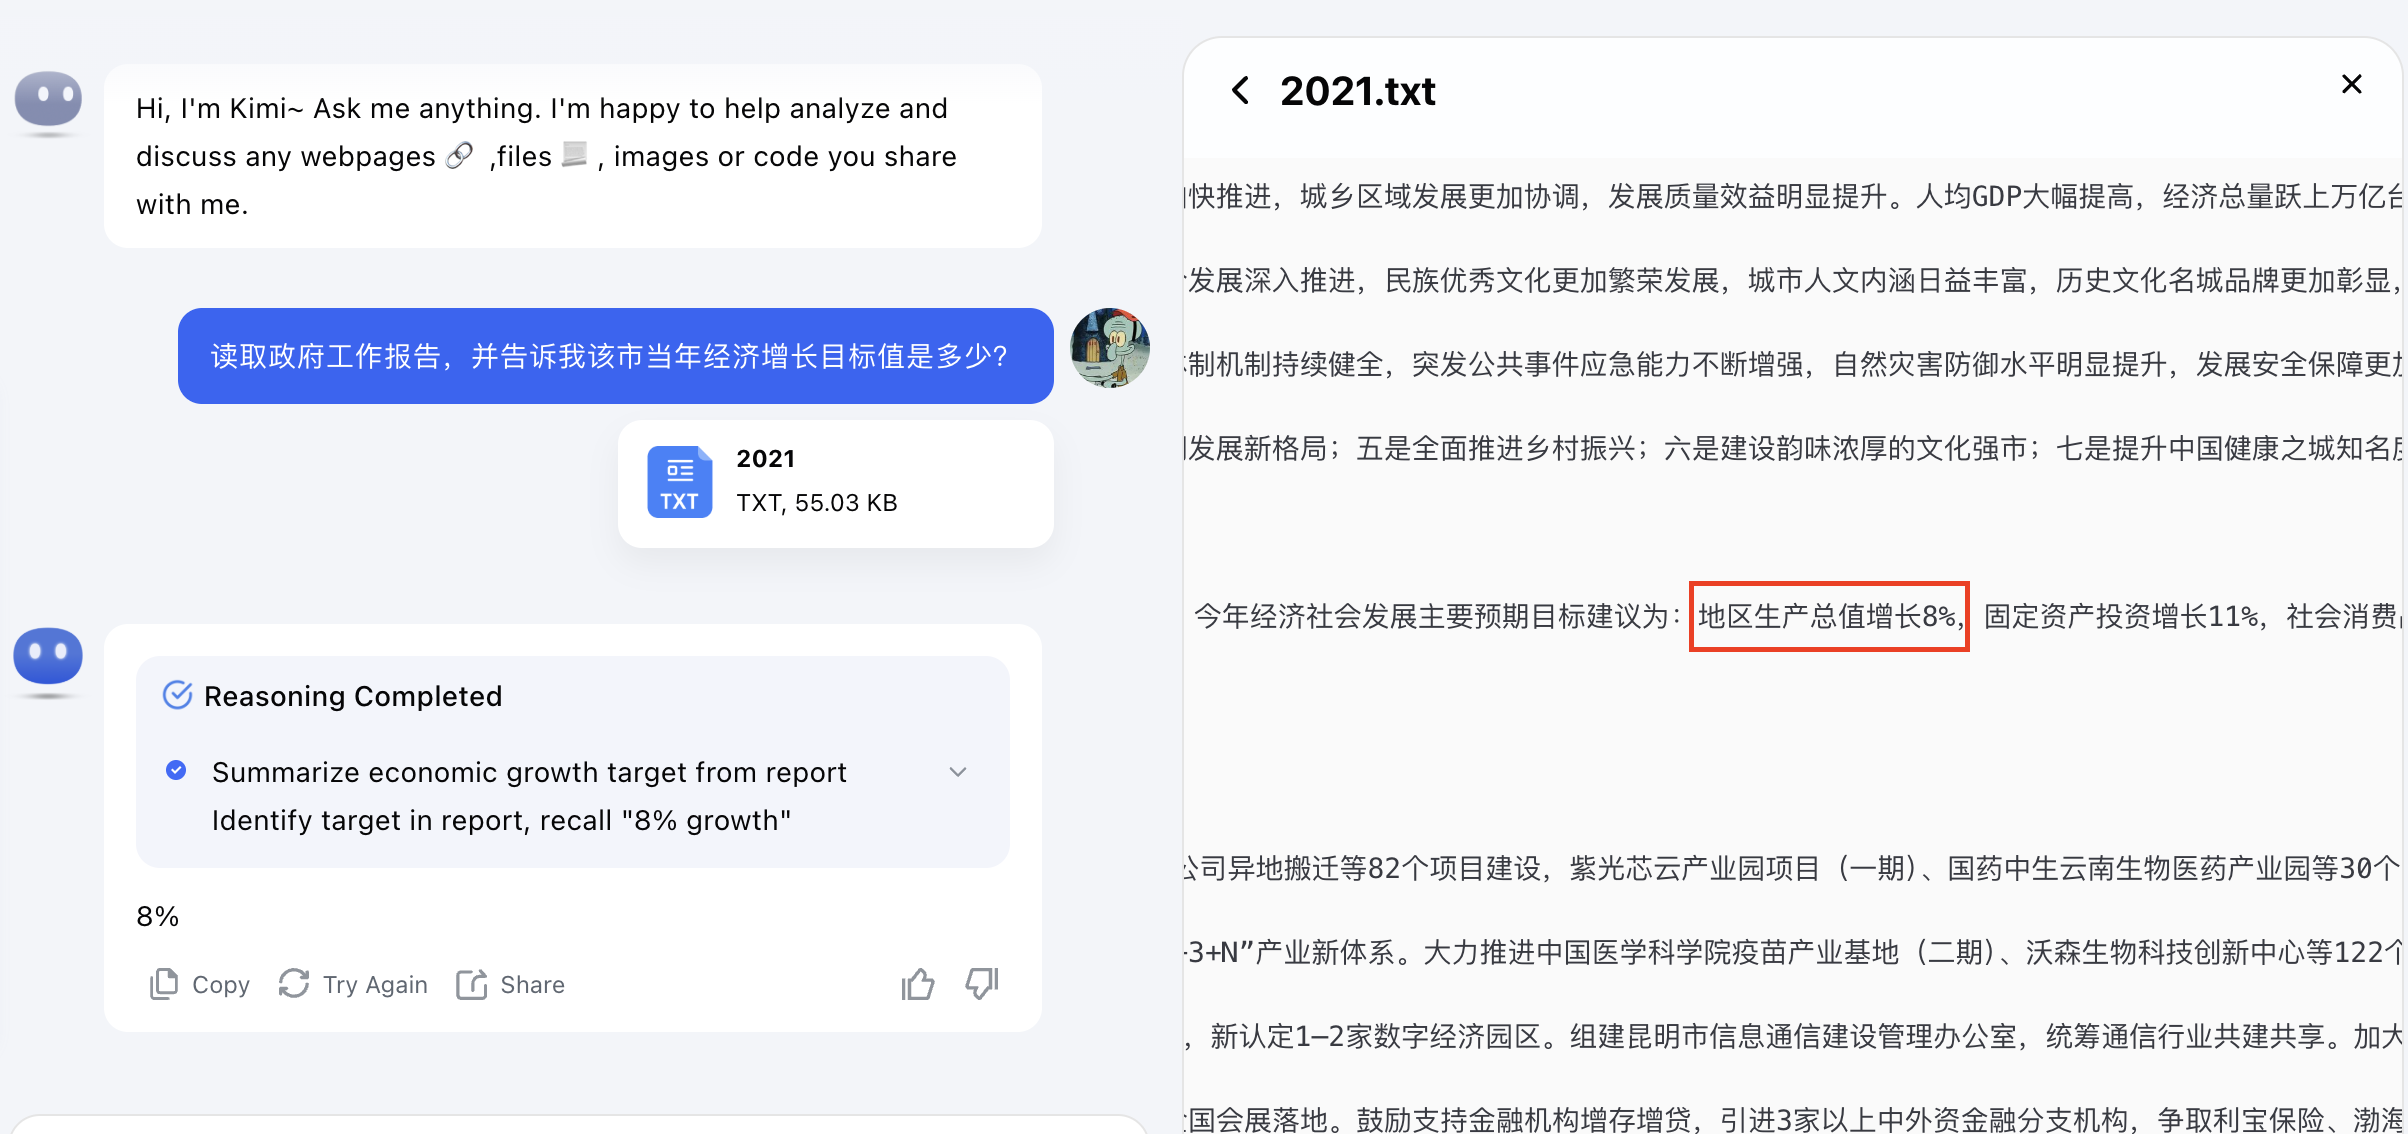 Hi, I'm Kimi~ Ask me anything. I'm happy to help analyze and
discuss any webpages ,files , images or code you share
with me.
读取政府工作报告，并告诉我该市当年经济增长目标值是多少？
2021
TXT
TXT, 55.03 KB
Reasoning Completed
Summarize economic growth target from report
Identify target in report, recall "8% growth"
8%
Copy Try Again Share
2021.txt
快推进，城乡区域发展更加协调，发展质量效益明显提升。人均GDP大幅提高，经济总量跃上万亿台
发展深入推进，民族优秀文化更加繁荣发展，城市人文内涵日益丰富，历史文化名城品牌更加彰显，
制机制持续健全，突发公共事件应急能力不断增强，自然灾害防御水平明显提升，发展安全保障更加
发展新格局；五是全面推进乡村振兴；六是建设韵味浓厚的文化强市；七是提升中国健康之城知名度
今年经济社会发展主要预期目标建议为：地区生产总值增长8%，固定资产投资增长11%，社会消费品
公司异地搬迁等82个项目建设，紫光芯云产业园项目（一期）、国药中生云南生物医药产业园等30个
3+N”产业新体系。大力推进中国医学科学院疫苗产业基地（二期）、沃森生物科技创新中心等122个
，新认定1—2家数字经济园区。组建昆明市信息通信建设管理办公室，统筹通信行业共建共享。加大
国会展落地。鼓励支持金融机构增存增贷，引进3家以上中外资金融分支机构，争取利宝保险、渤海